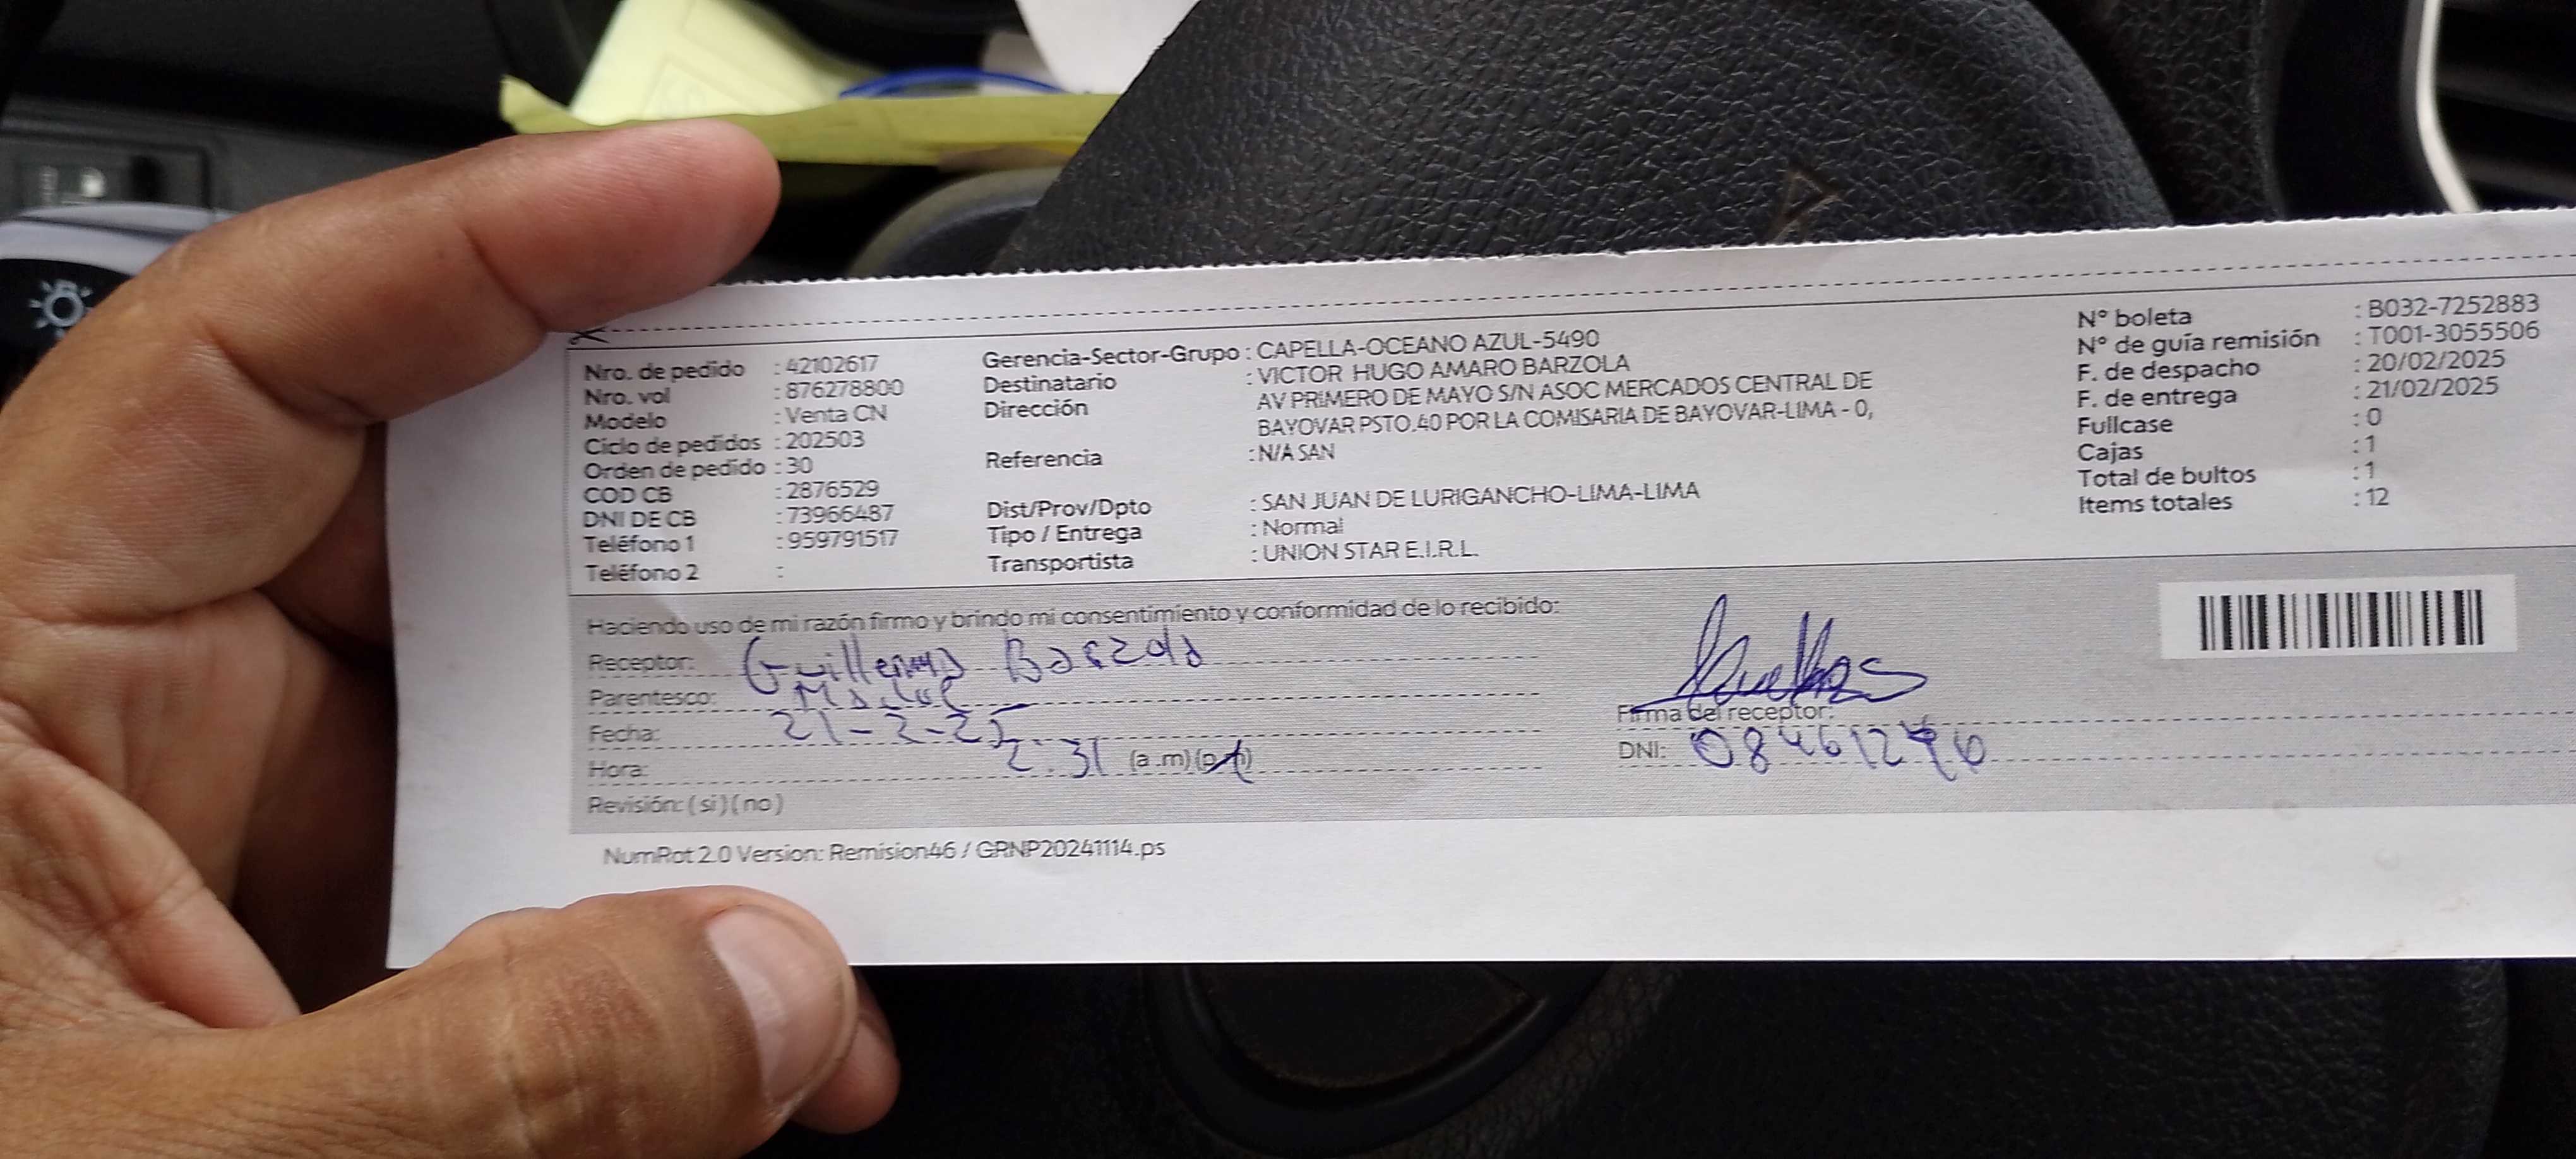 Nro. de pedido : 42102617
Nro. vol : 876278800
Modelo : Venta CN
Ciclo de pedidos : 202503
Orden de pedido : 30
COD CB : 2876529
DNI DE CB : 73966487
Teléfono 1 : 959791517
Teléfono 2 :
Gerencia-Sector-Grupo : CAPELLA-OCEANO AZUL-5490
Destinatario : VICTOR HUGO AMARO BARZOLA
Dirección AV PRIMERO DE MAYO S/N ASOC MERCADOS CENTRAL DE
BAYOVAR PSTO.40 POR LA COMISARIA DE BAYOVAR-LIMA - 0,
Referencia : N/A SAN
Dist/Prov/Dpto : SAN JUAN DE LURIGANCHO-LIMA-LIMA
Tipo / Entrega : Normal
Transportista : UNION STAR E.I.R.L.
N° boleta : B032-7252883
N° de guía remisión : T001-3055506
F. de despacho : 20/02/2025
F. de entrega : 21/02/2025
Fullcase : 0
Cajas : 1
Total de bultos : 1
Items totales : 12
Haciendo uso de mi razón firmo y brindo mi consentimiento y conformidad de lo recibido:
Receptor: Barzola
Parentesco: Madre
Fecha: 21-2-25
Hora: 2:31 (a.m)
Revisión: (si) (no)
Firma del receptor:
DNI:
NumRot 2.0 Version: Remision46 / GRNP20241114.ps